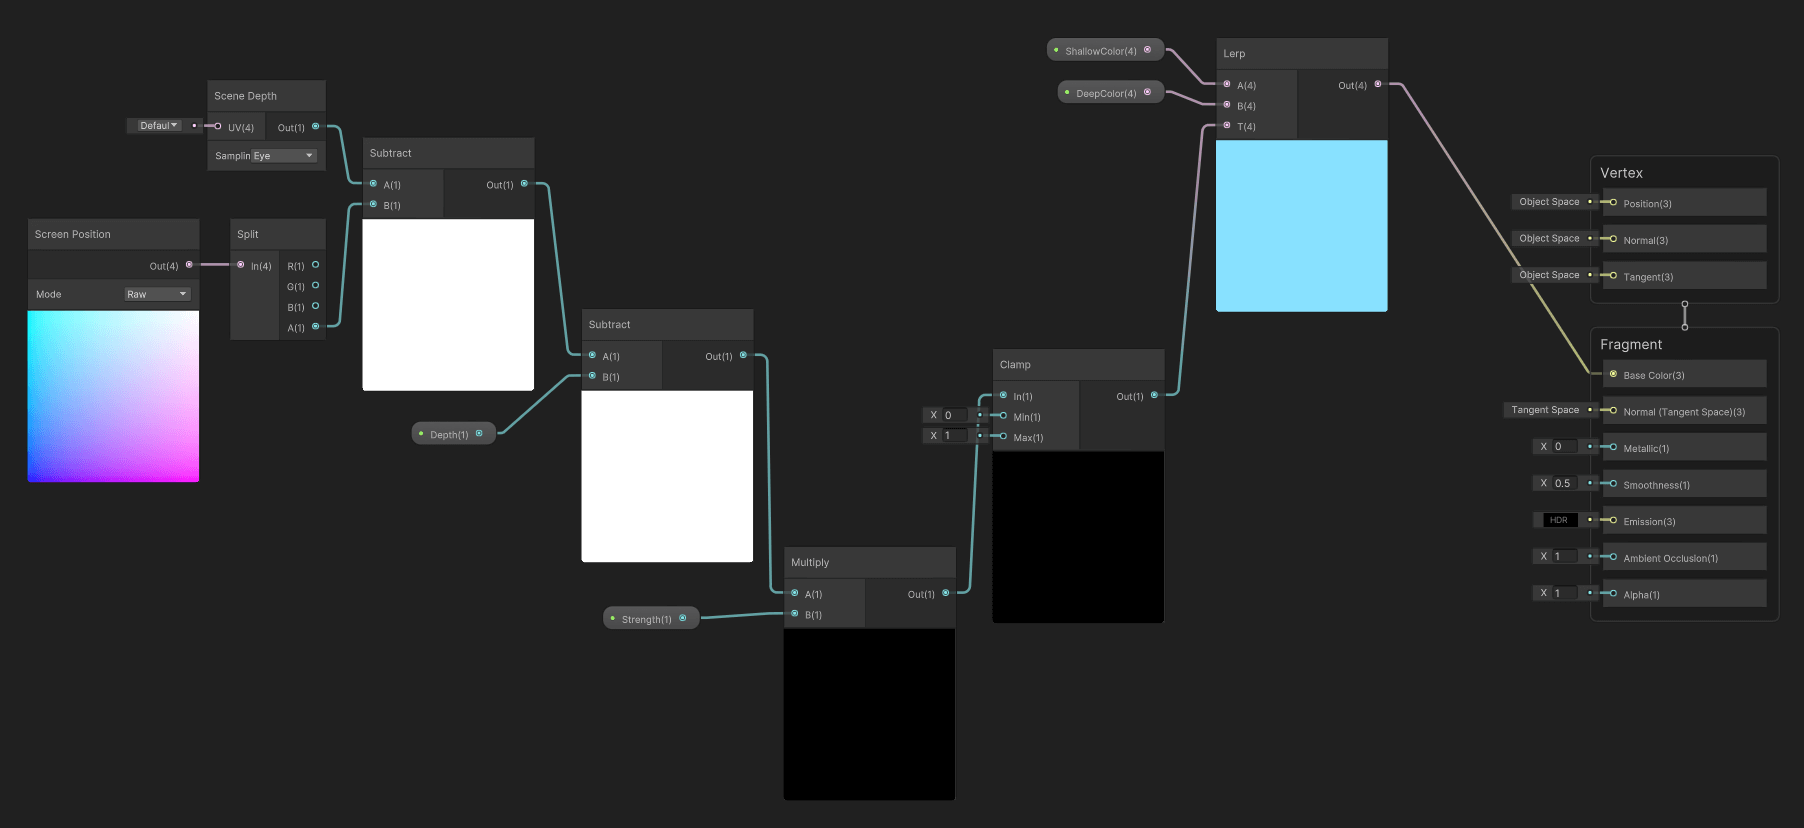 Scene Depth
Defaul
UV(4)
Out(1)
Samplin
Eye
Screen Position
Out(4)
Mode
Raw
Split
In(4)
R(1)
G(1)
B(1)
A(1)
Subtract
A(1)
Out(1)
B(1)
Subtract
A(1)
Out(1)
B(1)
Depth(1)
Multiply
A(1)
Out(1)
B(1)
Strength(1)
Clamp
In(1)
Out(1)
X 0
Min(1)
X 1
Max(1)
ShallowColor(4)
DeepColor(4)
Lerp
A(4)
Out(4)
B(4)
T(4)
Vertex
Object Space
Position(3)
Object Space
Normal(3)
Object Space
Tangent(3)
Fragment
Base Color(3)
Tangent Space
Normal (Tangent Space)(3)
X 0
Metallic(1)
X 0.5
Smoothness(1)
HDR
Emission(3)
X 1
Ambient Occlusion(1)
X 1
Alpha(1)